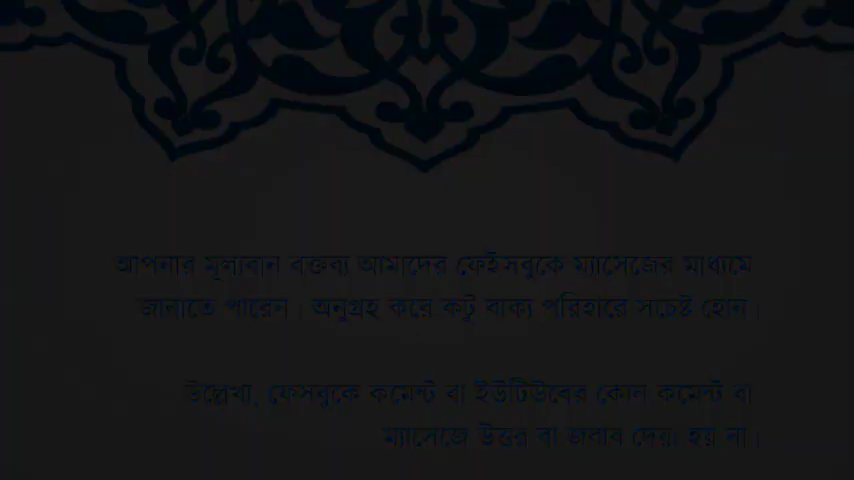 আপনার মূল্যবান বক্তব্য আমাদের ফেইসবুকে ম্যাসেজের মাধ্যমে
জানাতে পারেন। অনুগ্রহ করে কটু বাক্য পরিহারে সচেষ্ট হোন।
উল্লেখ্য, ফেসবুকে কমেন্ট বা ইউটিউবের কোন কমেন্ট বা
ম্যাসেজে উত্তর বা জবাব দেয়া হয় না।